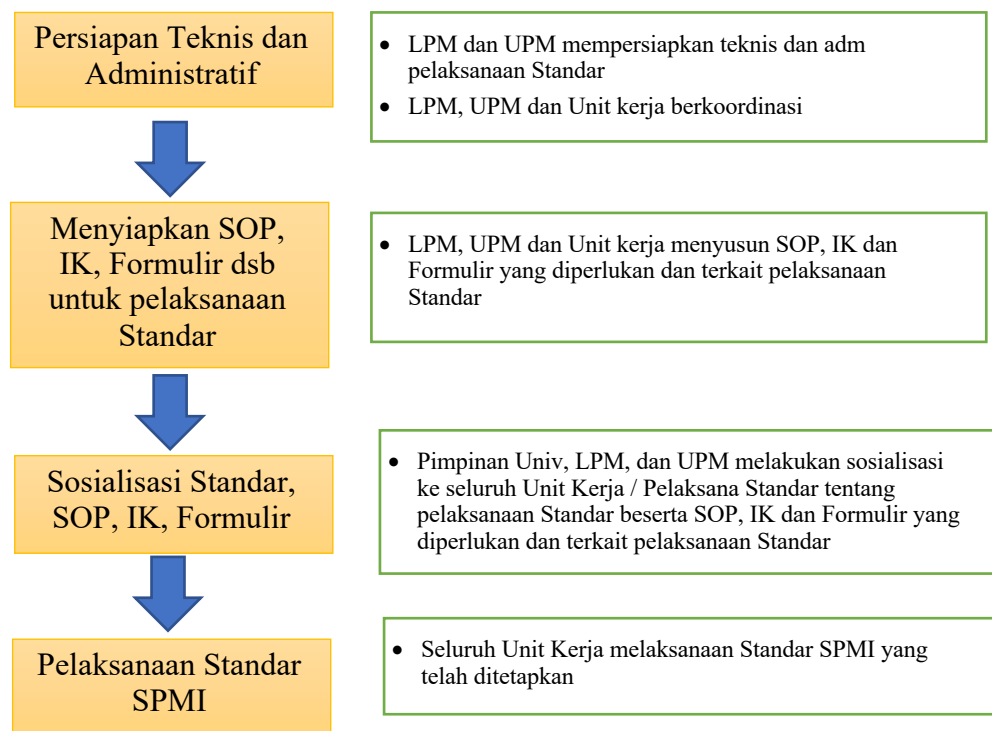 Persiapan Teknis dan
Administratif
• LPM dan UPM mempersiapkan teknis dan adm
pelaksanaan Standar
• LPM, UPM dan Unit kerja berkoordinasi
Menyiapkan SOP,
IK, Formulir dsb
untuk pelaksanaan
Standar
• LPM, UPM dan Unit kerja menyusun SOP, IK dan
Formulir yang diperlukan dan terkait pelaksanaan
Standar
Sosialisasi Standar,
SOP, IK, Formulir
• Pimpinan Univ, LPM, dan UPM melakukan sosialisasi
ke seluruh Unit Kerja / Pelaksana Standar tentang
pelaksanaan Standar beserta SOP, IK dan Formulir yang
diperlukan dan terkait pelaksanaan Standar
Pelaksanaan Standar
SPMI
• Seluruh Unit Kerja melaksanaan Standar SPMI yang
telah ditetapkan